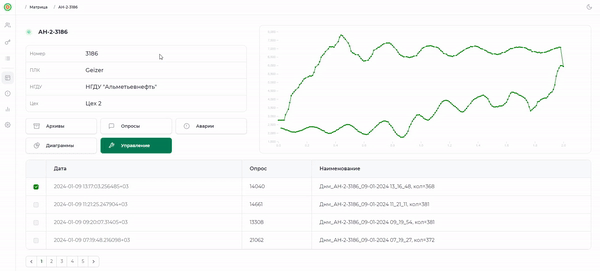 Матрица / АН-2-3186
АН-2-3186
Номер 3186
ПЛК Geizer
НГДУ НГДУ "Альметьевнефть"
Цех Цех 2
Архивы Опросы Аварии
Диаграммы Управление
Дата Опрос Наименование
2024-01-09 13:17:03.256485+03 14040 Дин_АН-2-3186_09-01-2024 13_16_48, кол=368
2024-01-09 11:21:25.247904+03 14661 Дин_АН-2-3186_09-01-2024 11_21_11, кол=381
2024-01-09 09:20:07.31405+03 13308 Дин_АН-2-3186_09-01-2024 09_19_54, кол=381
2024-01-09 07:19:48.216098+03 21062 Дин_АН-2-3186_09-01-2024 07_19_27, кол=372
1 2 3 4 5